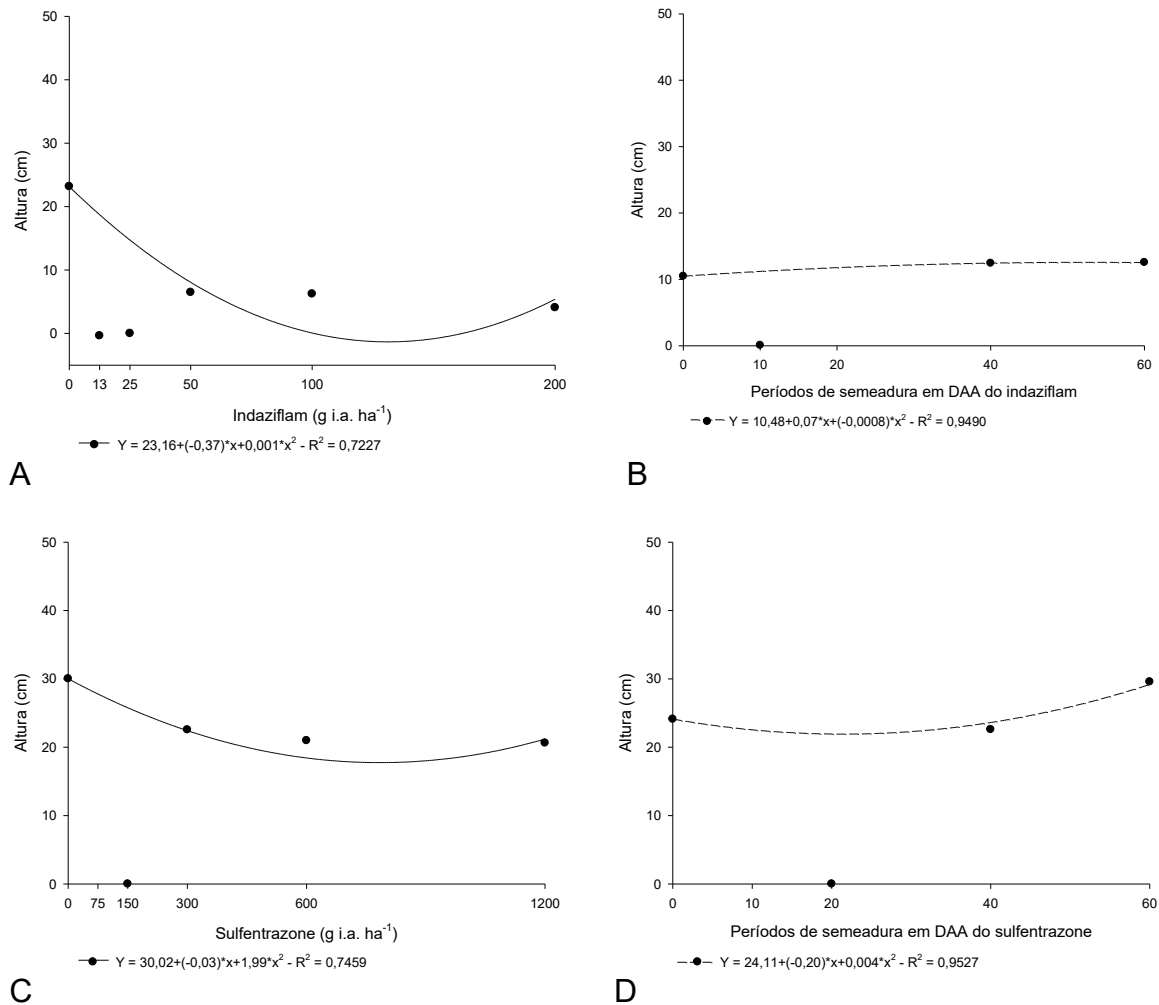 50
40
30
20
10
0
Altura (cm)
0 13 25 50 100 200
Indaziflam (g i.a. ha⁻¹)
Y = 23,16+(-0,37)*x+0,001*x² - R² = 0,7227
A
50
40
30
20
10
0
Altura (cm)
0 10 20 40 60
Períodos de semeadura em DAA do indaziflam
Y = 10,48+0,07*x+(-0,0008)*x² - R² = 0,9490
B
50
40
30
20
10
0
Altura (cm)
0 75 150 300 600 1200
Sulfentrazone (g i.a. ha⁻¹)
Y = 30,02+(-0,03)*x+1,99*x² - R² = 0,7459
C
50
40
30
20
10
0
Altura (cm)
0 10 20 40 60
Períodos de semeadura em DAA do sulfentrazone
Y = 24,11+(-0,20)*x+0,004*x² - R² = 0,9527
D